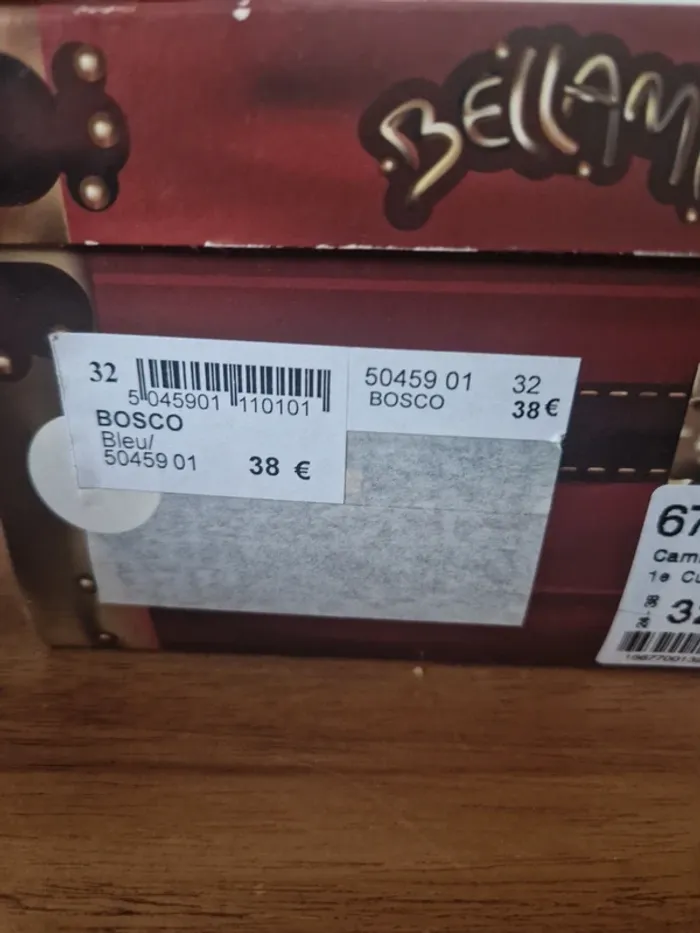 BELLAM
32
5 045901 110101
BOSCO
Bleu/
50459 01 38 €
50459 01 32
BOSCO 38€
67
Cam
1e Cu
32